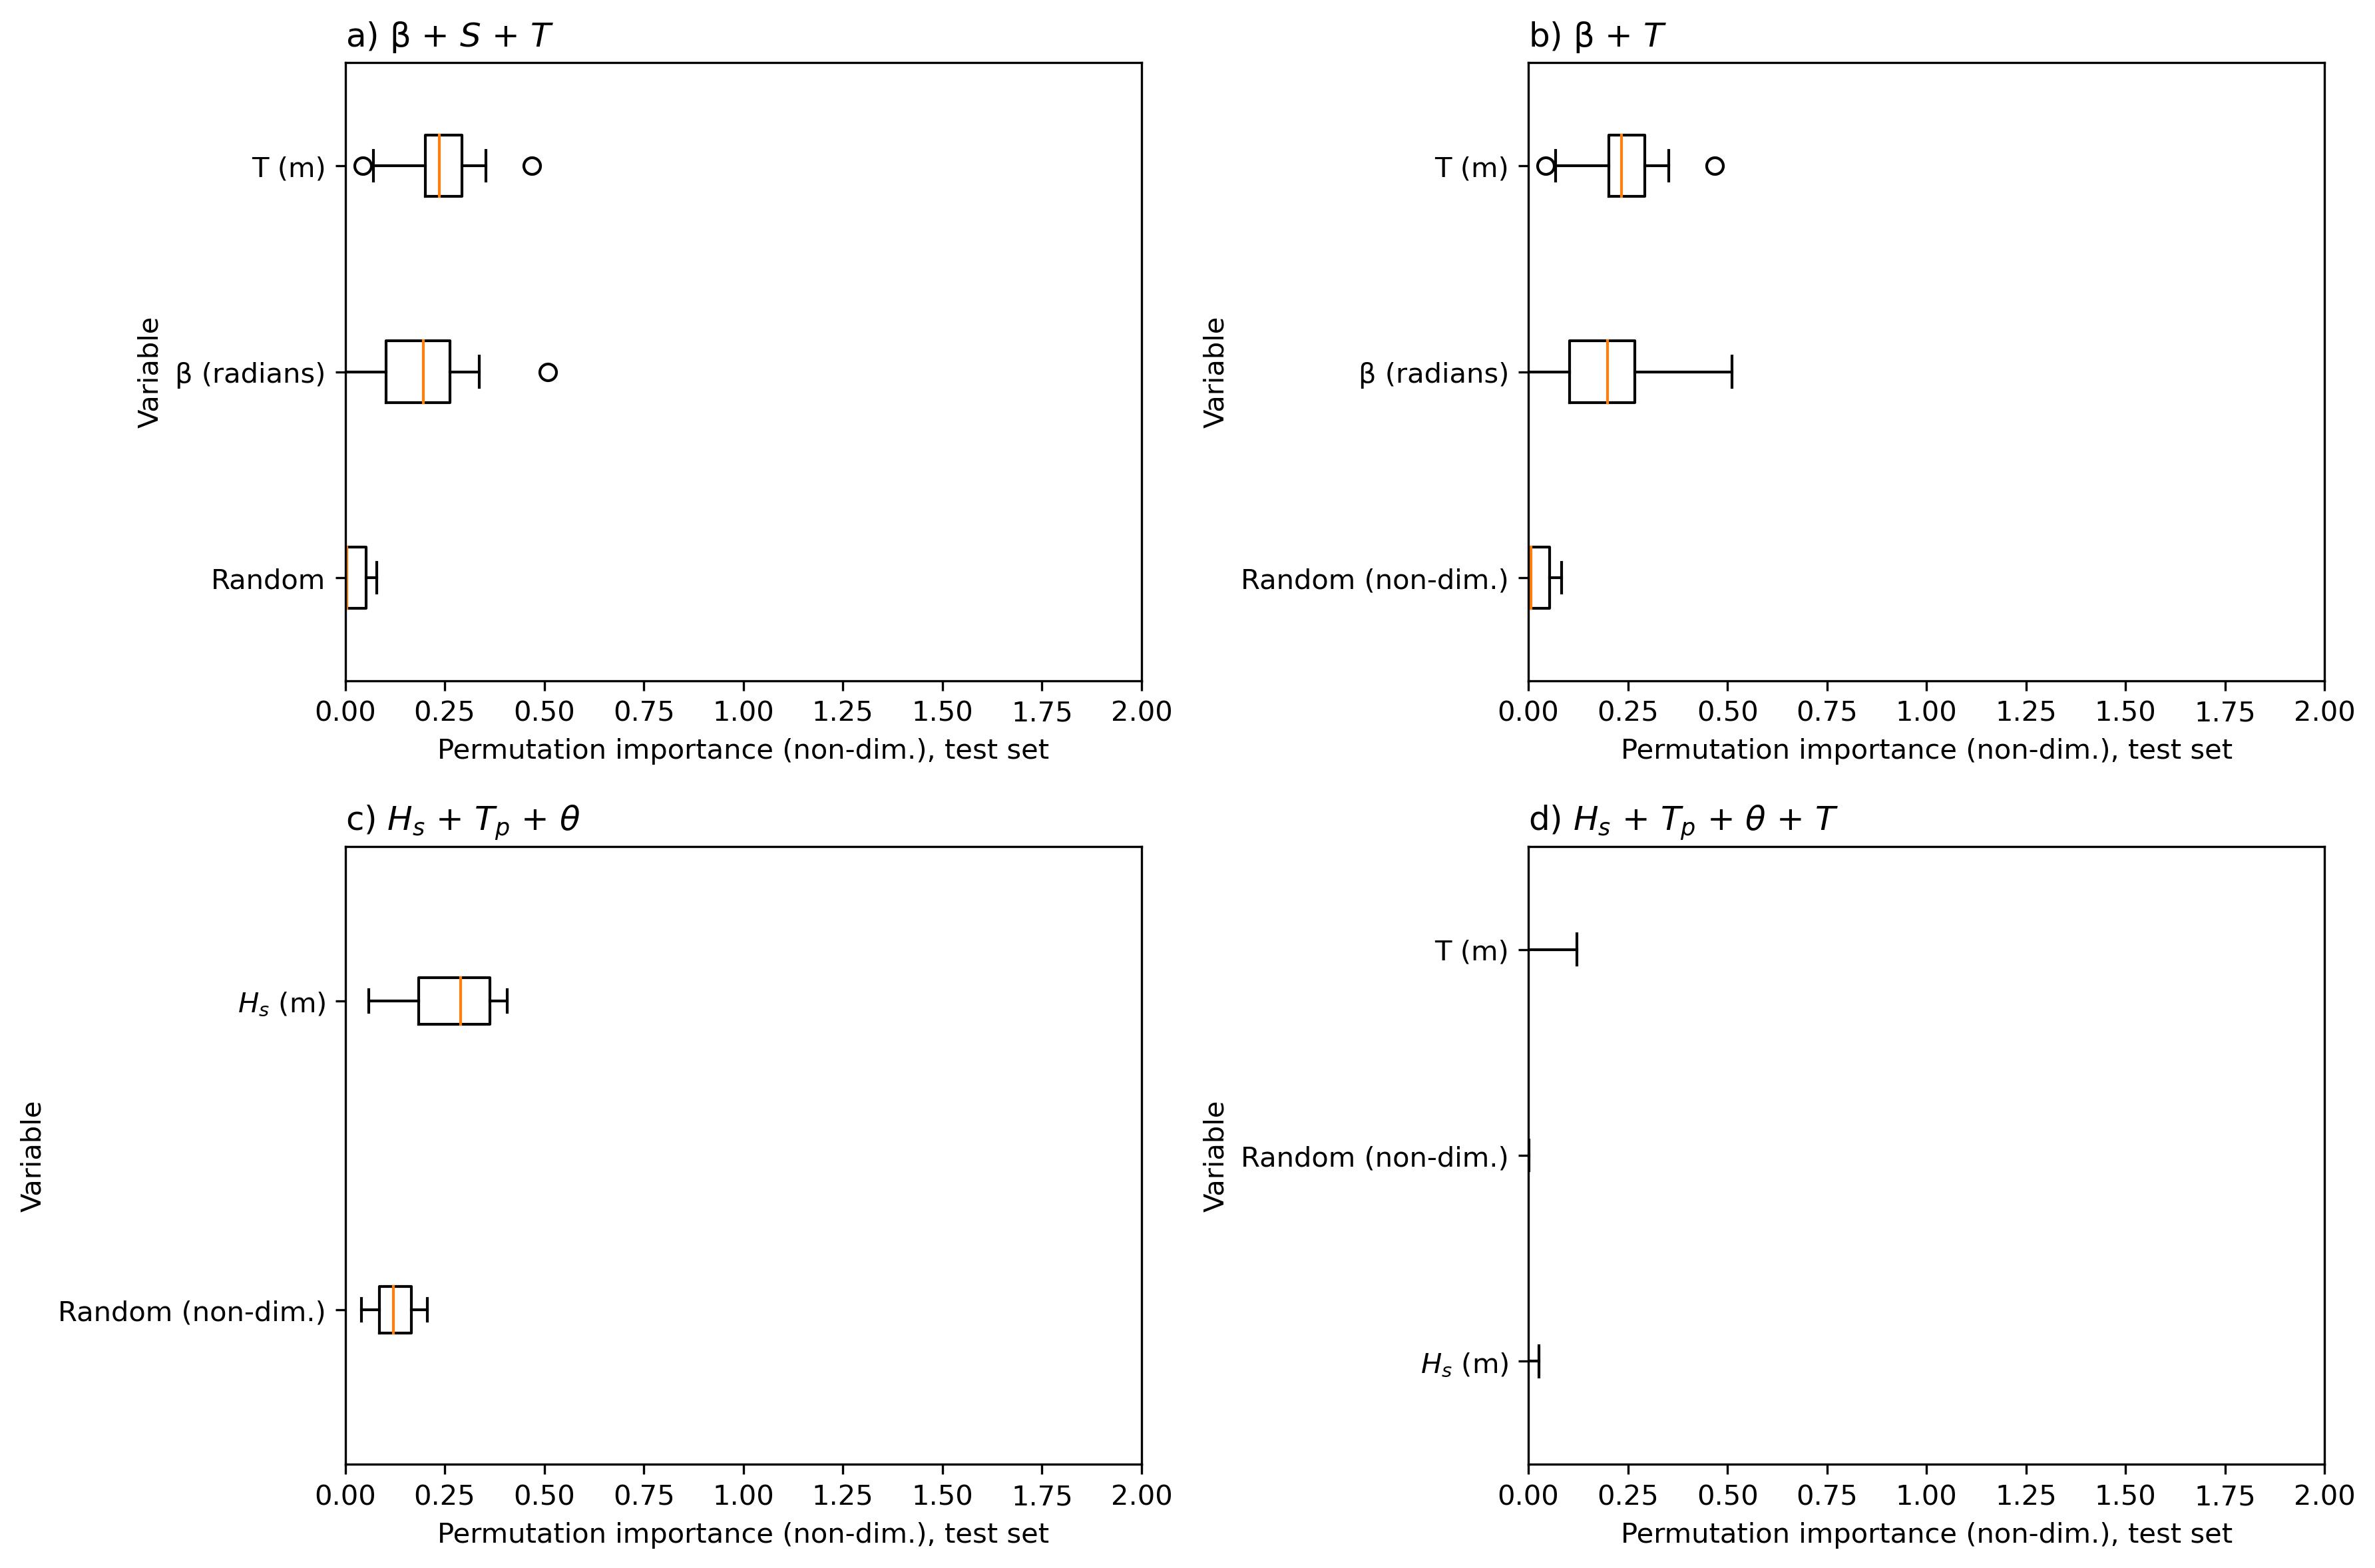 a) β + S + T
T (m)
β (radians)
Random
Variable
0.00 0.25 0.50 0.75 1.00 1.25 1.50 1.75 2.00
Permutation importance (non-dim.), test set
b) β + T
T (m)
β (radians)
Random (non-dim.)
Variable
0.00 0.25 0.50 0.75 1.00 1.25 1.50 1.75 2.00
Permutation importance (non-dim.), test set
c) Hₛ + Tₚ + θ
Hₛ (m)
Random (non-dim.)
Variable
0.00 0.25 0.50 0.75 1.00 1.25 1.50 1.75 2.00
Permutation importance (non-dim.), test set
d) Hₛ + Tₚ + θ + T
T (m)
Random (non-dim.)
Hₛ (m)
Variable
0.00 0.25 0.50 0.75 1.00 1.25 1.50 1.75 2.00
Permutation importance (non-dim.), test set